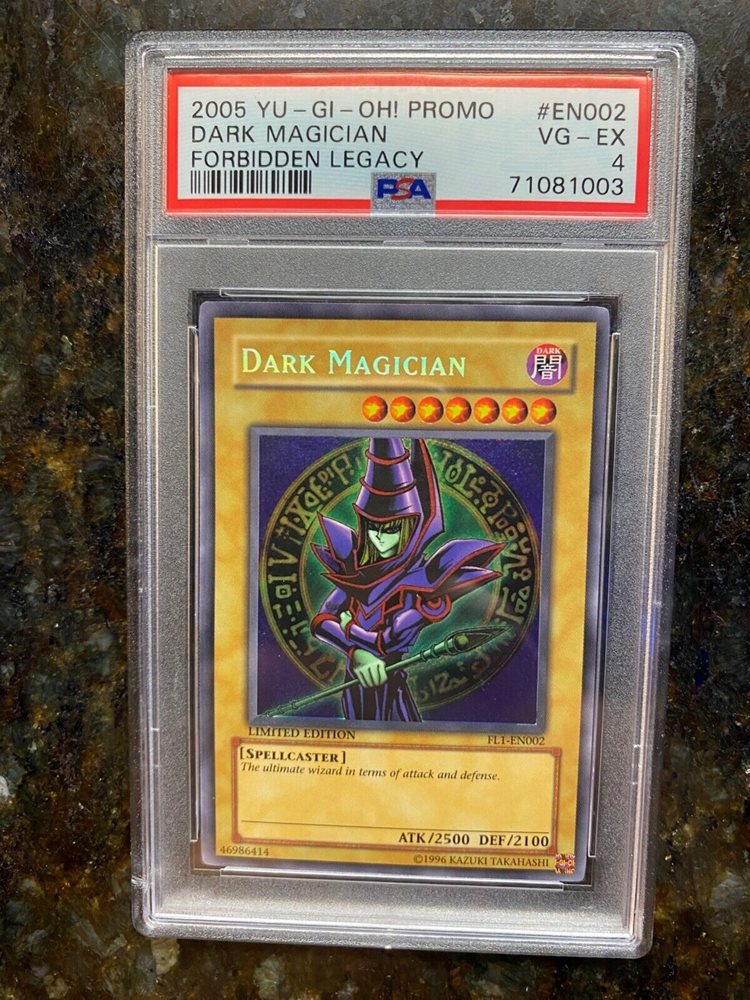 2005 YU-GI-OH! PROMO #EN002
DARK MAGICIAN VG-EX
FORBIDDEN LEGACY 4
PSA 71081003
DARK MAGICIAN
DARK
闇
LIMITED EDITION FL1-EN002
[SPELLCASTER]
The ultimate wizard in terms of attack and defense.
ATK/2500 DEF/2100
46986414 ©1996 KAZUKI TAKAHASHI